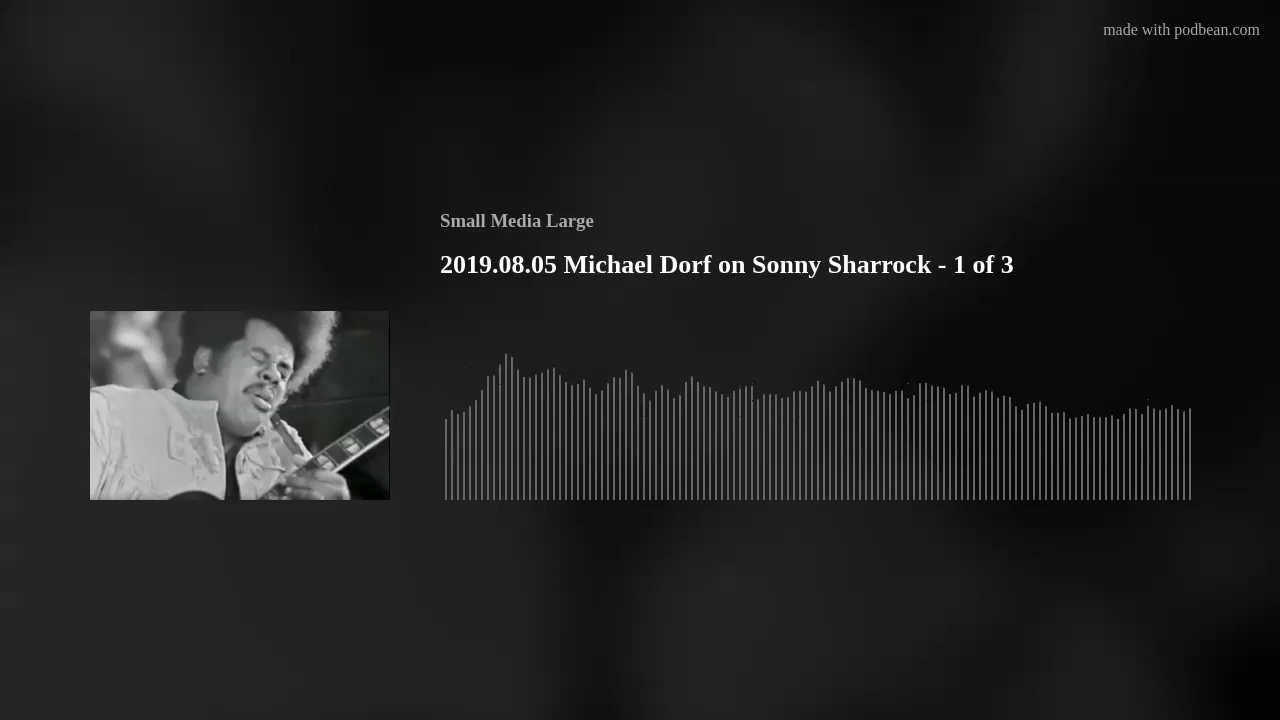 made with podbean.com
Small Media Large
2019.08.05 Michael Dorf on Sonny Sharrock - 1 of 3